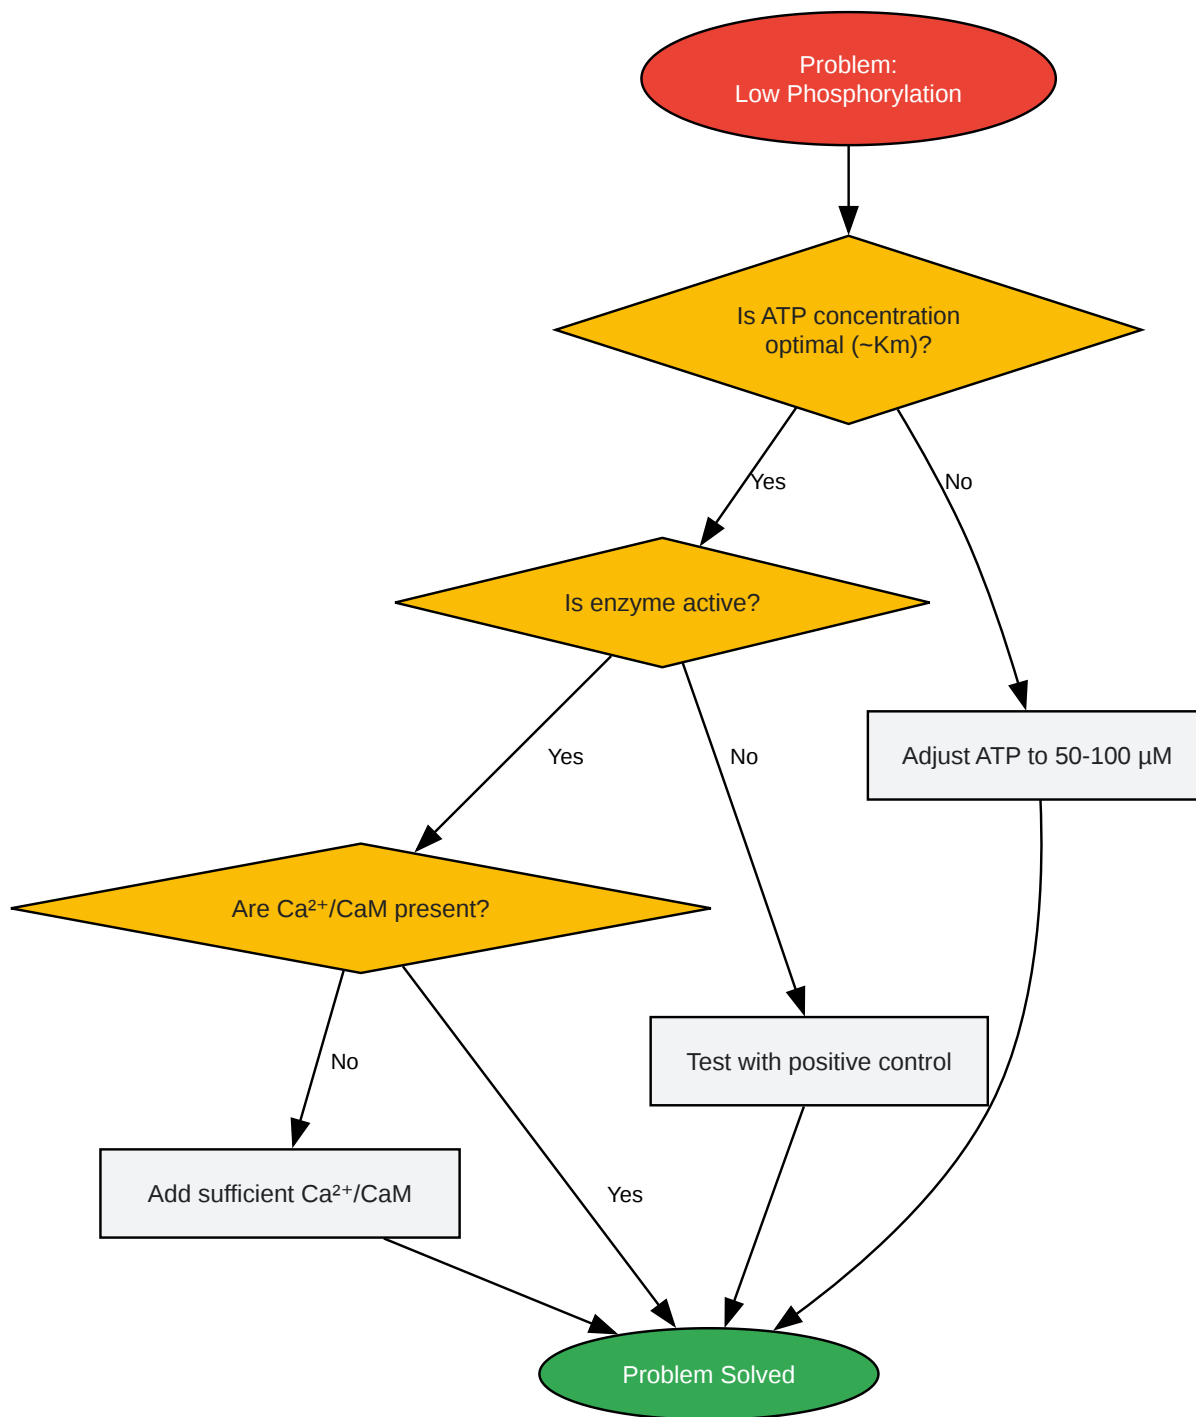 Problem:
Low Phosphorylation
Is ATP concentration
optimal (~Km)?
Yes
No
Is enzyme active?
Yes
No
Adjust ATP to 50-100 µM
Are Ca²⁺/CaM present?
No
Yes
Test with positive control
Add sufficient Ca²⁺/CaM
Problem Solved